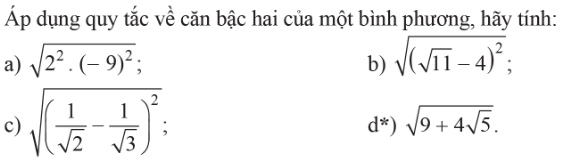 Áp dụng quy tắc về căn bậc hai của một bình phương, hãy tính:
a) $\sqrt{2^2 . (-9)^2}$; b) $\sqrt{(\sqrt{11} - 4)^2}$;
c) $\sqrt{\left(\frac{1}{\sqrt{2}} - \frac{1}{\sqrt{3}}\right)^2}$; d*) $\sqrt{9 + 4\sqrt{5}}$.